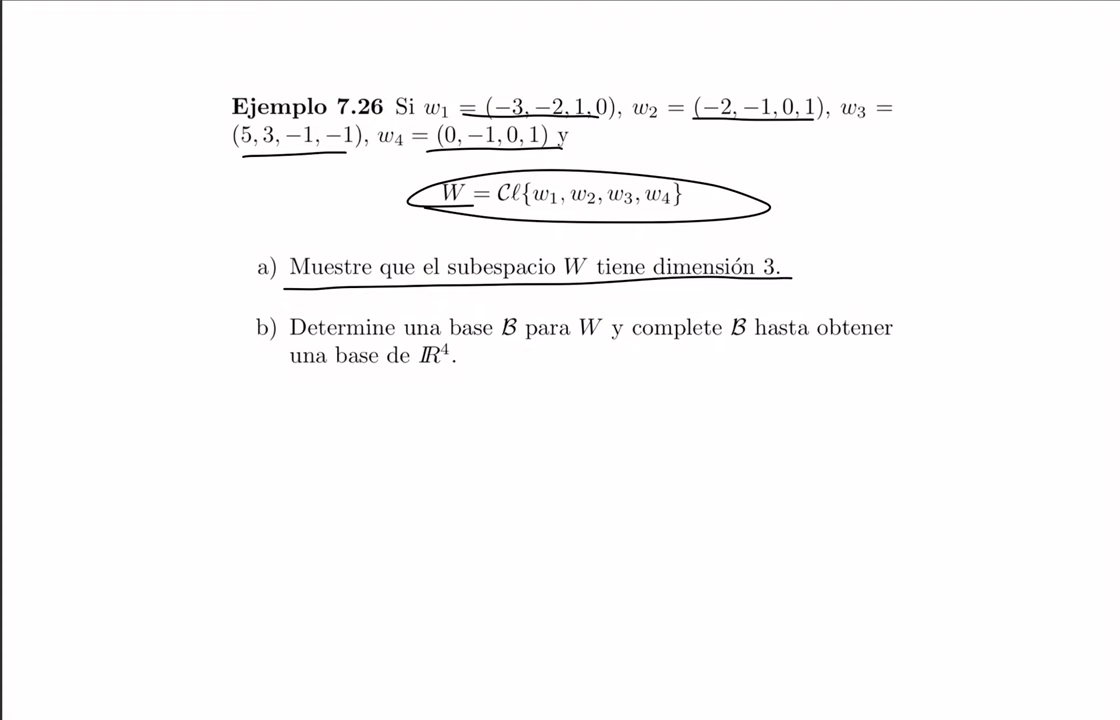 Ejemplo 7.26 Si w₁ = (−3, −2, 1, 0), w₂ = (−2, −1, 0, 1), w₃ =
(5, 3, −1, −1), w₄ = (0, −1, 0, 1) y
W = 𝒞ℓ{w₁, w₂, w₃, w₄}
a) Muestre que el subespacio W tiene dimensión 3.
b) Determine una base ℬ para W y complete ℬ hasta obtener
una base de ℝ⁴.